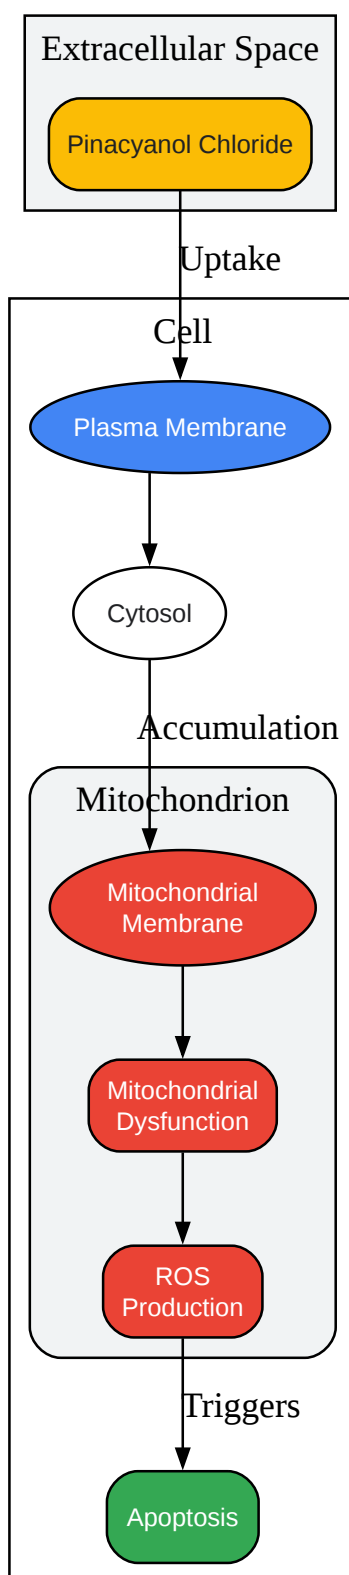 Extracellular Space
Pinacyanol Chloride
Uptake
Cell
Plasma Membrane
Cytosol
Accumulation
Mitochondrion
Mitochondrial
Membrane
Mitochondrial
Dysfunction
ROS
Production
Triggers
Apoptosis